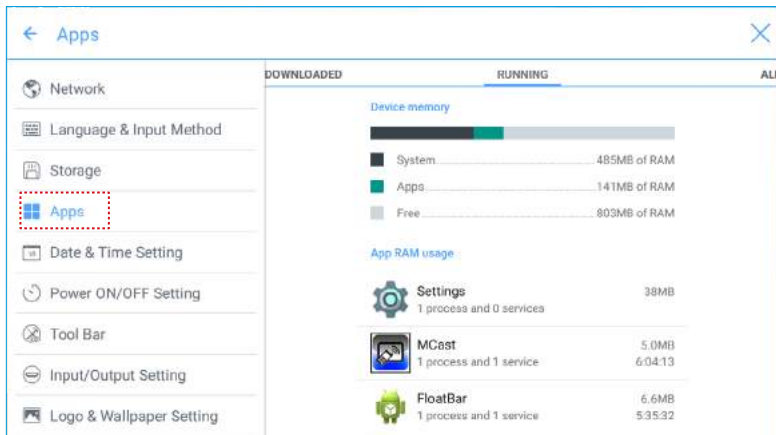 Apps
Network
Language & Input Method
Storage
Apps
Date & Time Setting
Power ON/OFF Setting
Tool Bar
Input/Output Setting
Logo & Wallpaper Setting
DOWNLOADED RUNNING ALL
Device memory
System 485MB of RAM
Apps 141MB of RAM
Free 803MB of RAM
App RAM usage
Settings 38MB
1 process and 0 services
MCast 5.0MB
1 process and 1 service 6:04:13
FloatBar 6.6MB
1 process and 1 service 5:35:32